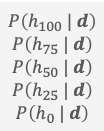 P(h₁₀₀ | d)
P(h₇₅ | d)
P(h₅₀ | d)
P(h₂₅ | d)
P(h₀ | d)